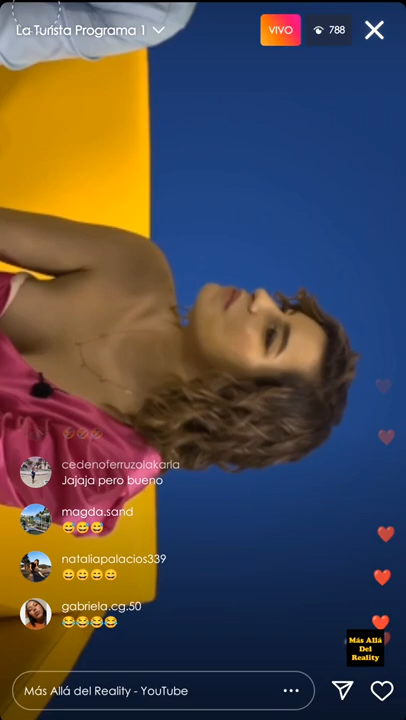 La Turista Programa 1
VIVO
788
cedenoferruzolakarla
Jajaja pero bueno
magda.sand
😅😅😅
nataliapalacios339
😄😄😄😄
gabriela.cg.50
😂😂😂😂
Más Allá
Del
Reality
Más Allá del Reality - YouTube